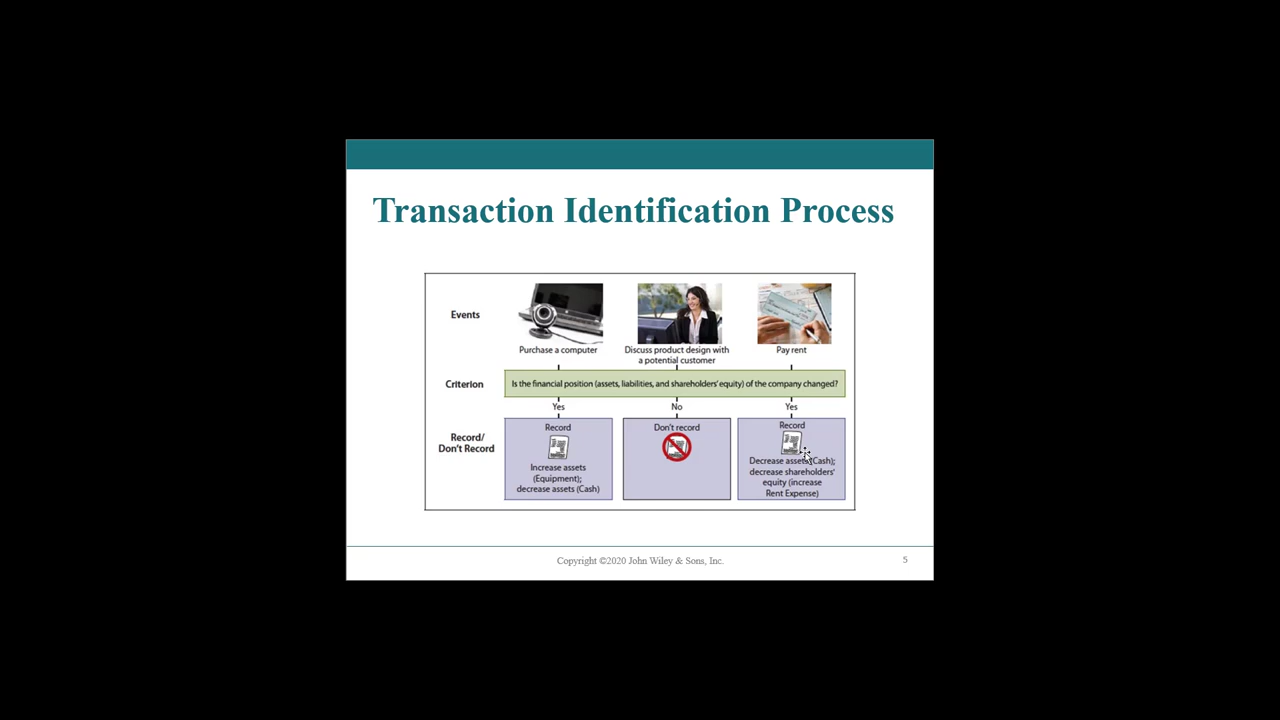 Transaction Identification Process
Events
Purchase a computer
Discuss product design with
a potential customer
Pay rent
Criterion
Is the financial position (assets, liabilities, and shareholders' equity) of the company changed?
Yes
No
Yes
Record/
Don't Record
Record
Increase assets
(Equipment);
decrease assets (Cash)
Don't record
Record
Decrease assets (Cash);
decrease shareholders'
equity (increase
Rent Expense)
Copyright ©2020 John Wiley & Sons, Inc.
5